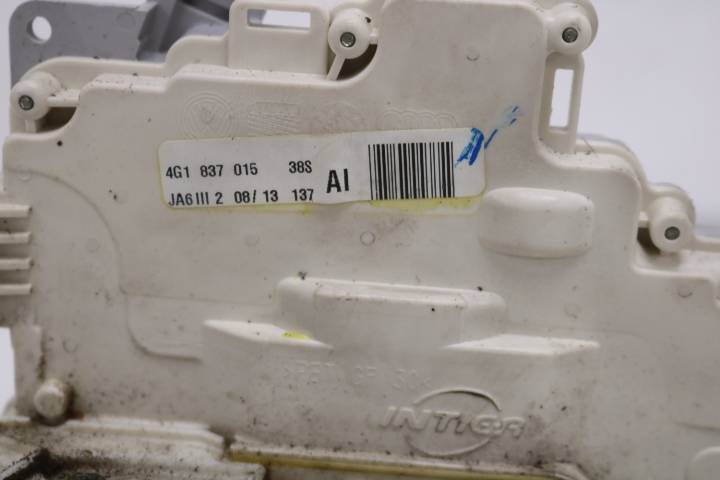 4G1 837 015 38S
JA6 III 2 08/13 137
AI
INTIER